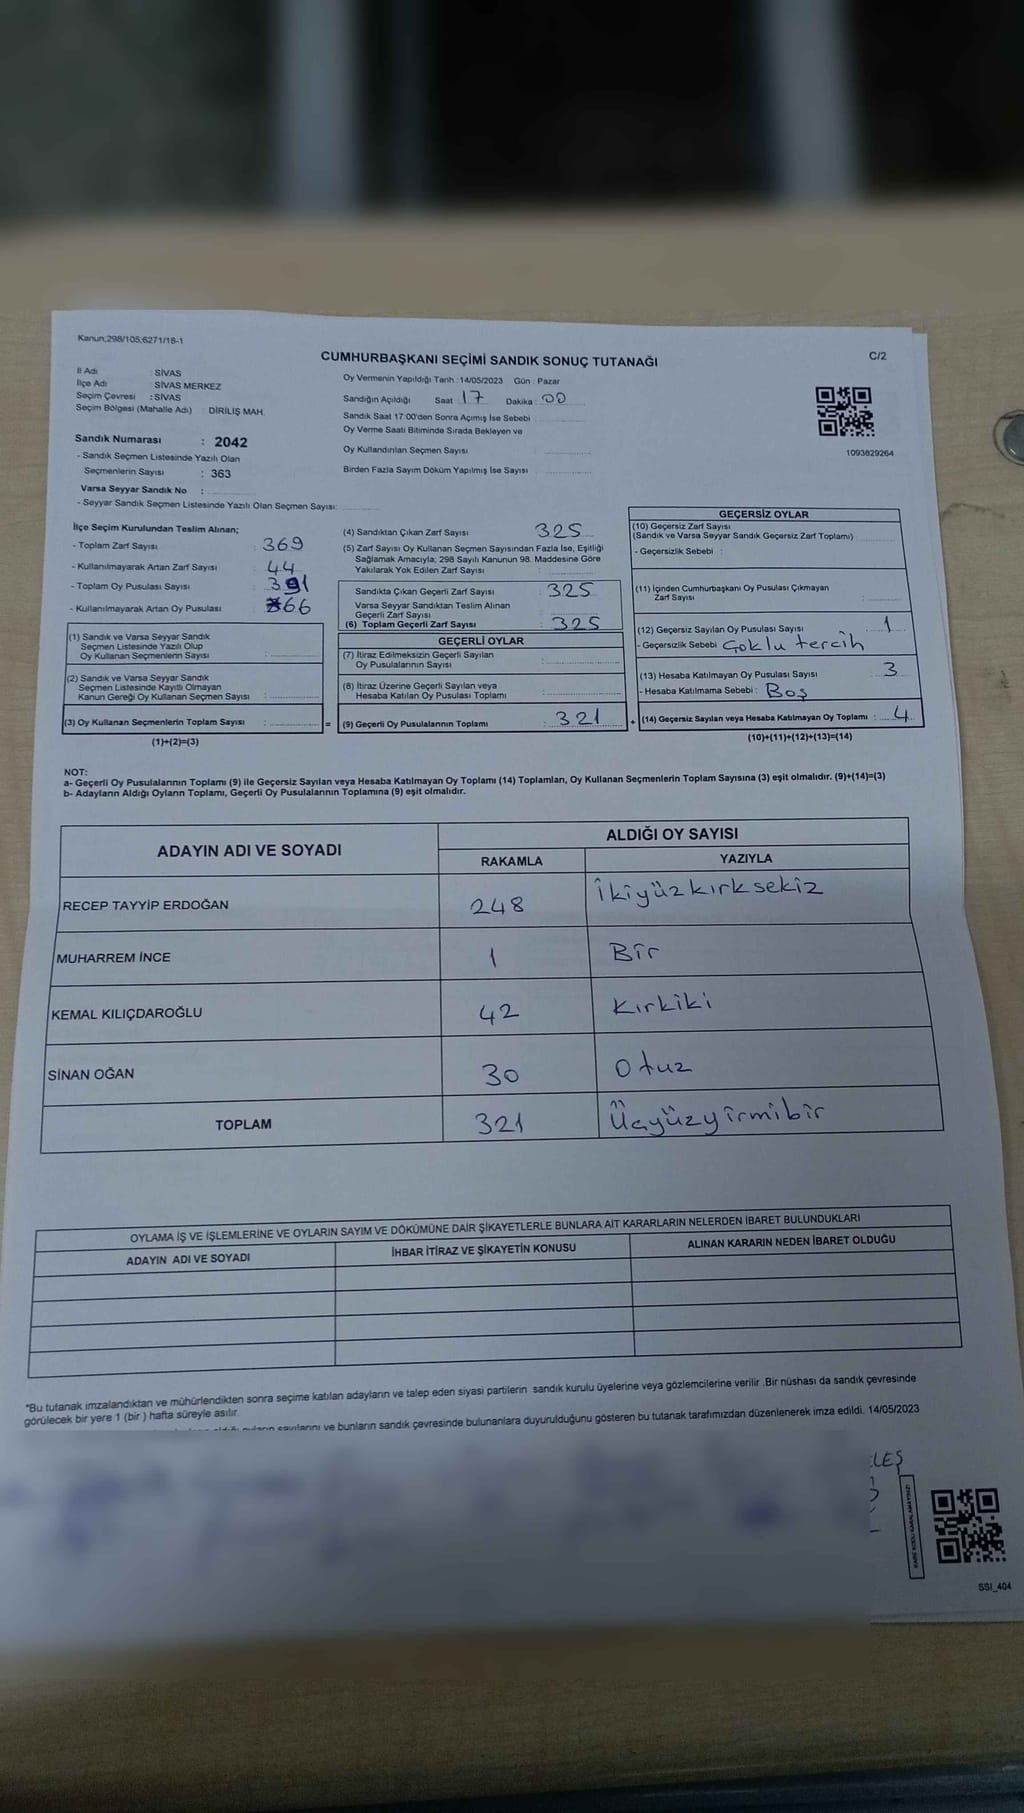 Kanun;298/105;6271/18-1
CUMHURBAŞKANI SEÇİMİ SANDIK SONUÇ TUTANAĞI
C/2
İl Adı : SİVAS
İlçe Adı : SİVAS MERKEZ
Seçim Çevresi : SİVAS
Seçim Bölgesi (Mahalle Adı) : DİRİLİŞ MAH.
Sandık Numarası : 2042
- Sandık Seçmen Listesinde Yazılı Olan
Seçmenlerin Sayısı : 363
Varsa Seyyar Sandık No :
- Seyyar Sandık Seçmen Listesinde Yazılı Olan Seçmen Sayısı:
Oy Vermenin Yapıldığı Tarih : 14/05/2023 Gün : Pazar
Sandığın Açıldığı Saat : 17 Dakika : 00
Sandık Saat 17:00'den Sonra Açımış İse Sebebi :
Oy Verme Saati Bitiminde Sırada Bekleyen ve
Oy Kullandırılan Seçmen Sayısı
Birden Fazla Sayım Döküm Yapılmış İse Sayısı
1093829264
İlçe Seçim Kurulundan Teslim Alınan;
- Toplam Zarf Sayısı : 369
- Kullanılmayarak Artan Zarf Sayısı : 44
- Toplam Oy Pusulası Sayısı : 391
- Kullanılmayarak Artan Oy Pusulası : 66
(1) Sandık ve Varsa Seyyar Sandık
Seçmen Listesinde Yazılı Olup
Oy Kullanan Seçmenlerin Sayısı :
(2) Sandık ve Varsa Seyyar Sandık
Seçmen Listesinde Kayıtlı Olmayan
Kanun Gereği Oy Kullanan Seçmen Sayısı :
(3) Oy Kullanan Seçmenlerin Toplam Sayısı : =
(1)+(2)=(3)
(4) Sandıktan Çıkan Zarf Sayısı : 325
(5) Zarf Sayısı Oy Kullanan Seçmen Sayısından Fazla İse, Eşitliği
Sağlamak Amacıyla, 298 Sayılı Kanunun 98. Maddesine Göre
Yakılarak Yok Edilen Zarf Sayısı :
Sandıkta Çıkan Geçerli Zarf Sayısı : 325
Varsa Seyyar Sandıktan Teslim Alınan
Geçerli Zarf Sayısı :
(6) Toplam Geçerli Zarf Sayısı : 325
GEÇERLİ OYLAR
(7) İtiraz Edilmeksizin Geçerli Sayılan
Oy Pusulalarının Sayısı :
(8) İtiraz Üzerine Geçerli Sayılan veya
Hesaba Katılan Oy Pusulası Toplamı :
(9) Geçerli Oy Pusulalarının Toplamı : 321 +
GEÇERSİZ OYLAR
(10) Geçersiz Zarf Sayısı
(Sandık ve Varsa Seyyar Sandık Geçersiz Zarf Toplamı) :
- Geçersizlik Sebebi :
(11) İçinden Cumhurbaşkanı Oy Pusulası Çıkmayan
Zarf Sayısı :
(12) Geçersiz Sayılan Oy Pusulası Sayısı : 1
- Geçersizlik Sebebi : Çoklu tercih
(13) Hesaba Katılmayan Oy Pusulası Sayısı : 3
- Hesaba Katılmama Sebebi : Boş
(14) Geçersiz Sayılan veya Hesaba Katılmayan Oy Toplamı : 4
(10)+(11)+(12)+(13)=(14)
NOT:
a- Geçerli Oy Pusulalarının Toplamı (9) ile Geçersiz Sayılan veya Hesaba Katılmayan Oy Toplamı (14) Toplamları, Oy Kullanan Seçmenlerin Toplam Sayısına (3) eşit olmalıdır. (9)+(14)=(3)
b- Adayların Aldığı Oyların Toplamı, Geçerli Oy Pusulalarının Toplamına (9) eşit olmalıdır.
ADAYIN ADI VE SOYADI
ALDIĞI OY SAYISI
RAKAMLA YAZIYLA
RECEP TAYYİP ERDOĞAN 248 İkiyüzkırksekiz
MUHARREM İNCE 1 Bir
KEMAL KILIÇDAROĞLU 42 Kırkiki
SİNAN OĞAN 30 Otuz
TOPLAM 321 Üçyüzyirmibir
OYLAMA İŞ VE İŞLEMLERİNE VE OYLARIN SAYIM VE DÖKÜMÜNE DAİR ŞİKAYETLERLE BUNLARA AİT KARARLARIN NELERDEN İBARET BULUNDUKLARI
ADAYIN ADI VE SOYADI İHBAR İTİRAZ VE ŞİKAYETİN KONUSU ALINAN KARARIN NEDEN İBARET OLDUĞU
*Bu tutanak imzalandıktan ve mühürlendikten sonra seçime katılan adayların ve talep eden siyasi partilerin sandık kurulu üyelerine veya gözlemcilerine verilir .Bir nüshası da sandık çevresinde
görülecek bir yere 1 (bir ) hafta süreyle asılır.
sayılarını ve bunların sandık çevresinde bulunanlara duyurulduğunu gösteren bu tutanak tarafımızdan düzenlenerek imza edildi. 14/05/2023
SSI_404